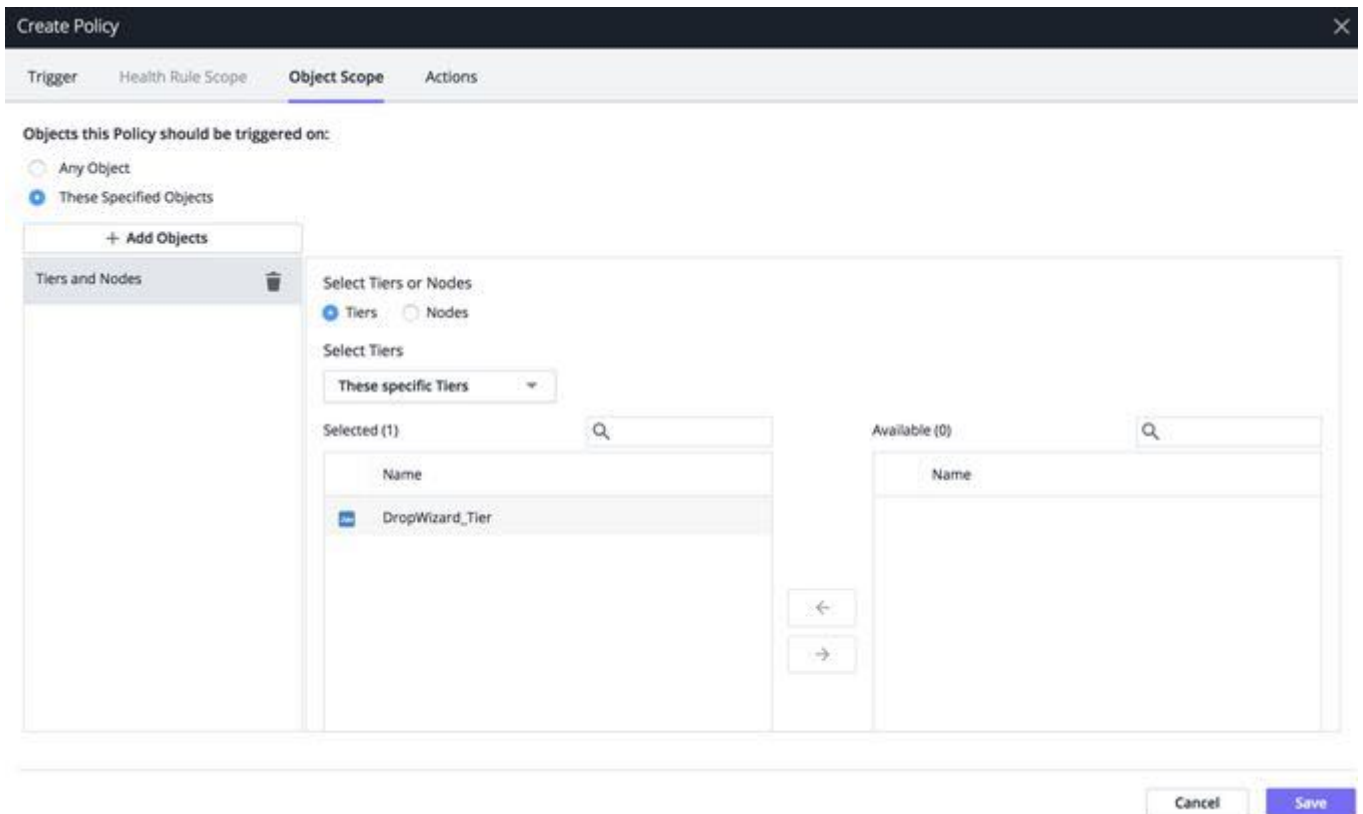 Create Policy
Trigger Health Rule Scope Object Scope Actions
Objects this Policy should be triggered on:
Any Object
These Specified Objects
+ Add Objects
Tiers and Nodes
Select Tiers or Nodes
Tiers Nodes
Select Tiers
These specific Tiers
Selected (1) Available (0)
Name Name
DropWizard_Tier
Cancel Save